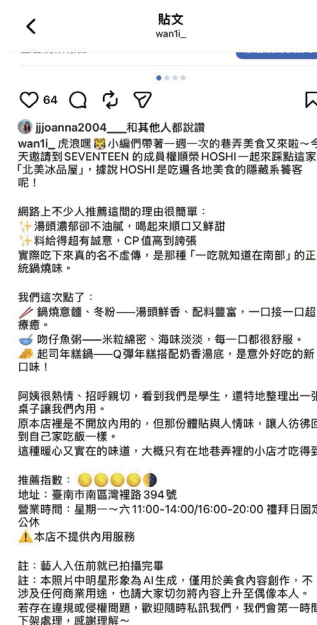 貼文
wan1i_
64
jjjoanna2004____和其他人都說讚
wan1i_ 虎浪嘿🐯小編們帶著一週一次的巷弄美食又來啦～今
天邀請到 SEVENTEEN 的成員權順榮 HOSHI 一起來踩點這家
「北美冰品屋」，據說 HOSHI 是吃遍各地美食的隱藏系饕客
呢！
網路上不少人推薦這間的理由很簡單：
✨湯頭濃郁卻不油膩，喝起來順口又鮮甜
✨料給得超有誠意，CP 值高到誇張
實際吃下來真的名不虛傳，是那種「一吃就知道在南部」的正
統鍋燒味。
我們這次點了：
🥢 鍋燒意麵、冬粉——湯頭鮮香、配料豐富，一口接一口超
療癒。
🥣 吻仔魚粥——米粒綿密、海味淡淡，每一口都很舒服。
🧀 起司年糕鍋——Q 彈年糕搭配奶香湯底，是意外好吃的新
口味！
阿姨很熱情、招呼親切，看到我們是學生，還特地整理出一張
桌子讓我們內用。
原本店裡是不開放內用的，但那份體貼與人情味，讓人彷彿回
到自己家吃飯一樣。
這種暖心又實在的味道，大概只有在地巷弄裡的小店才吃得到
推薦指數：🌕🌕🌕🌕🌗
地址：臺南市南區灣裡路 394 號
營業時間：星期一～六 11:00-14:00/16:00-20:00 禮拜日固定
公休
⚠️本店不提供內用服務
註：藝人入伍前就已拍攝完畢
註：本照片中明星形象為 AI 生成，僅用於美食內容創作，不
涉及任何商業用途，也請大家切勿將內容上升至偶像本人。
若存在違規或侵權問題，歡迎隨時私訊我們，我們會第一時間
下架處理，感謝理解～